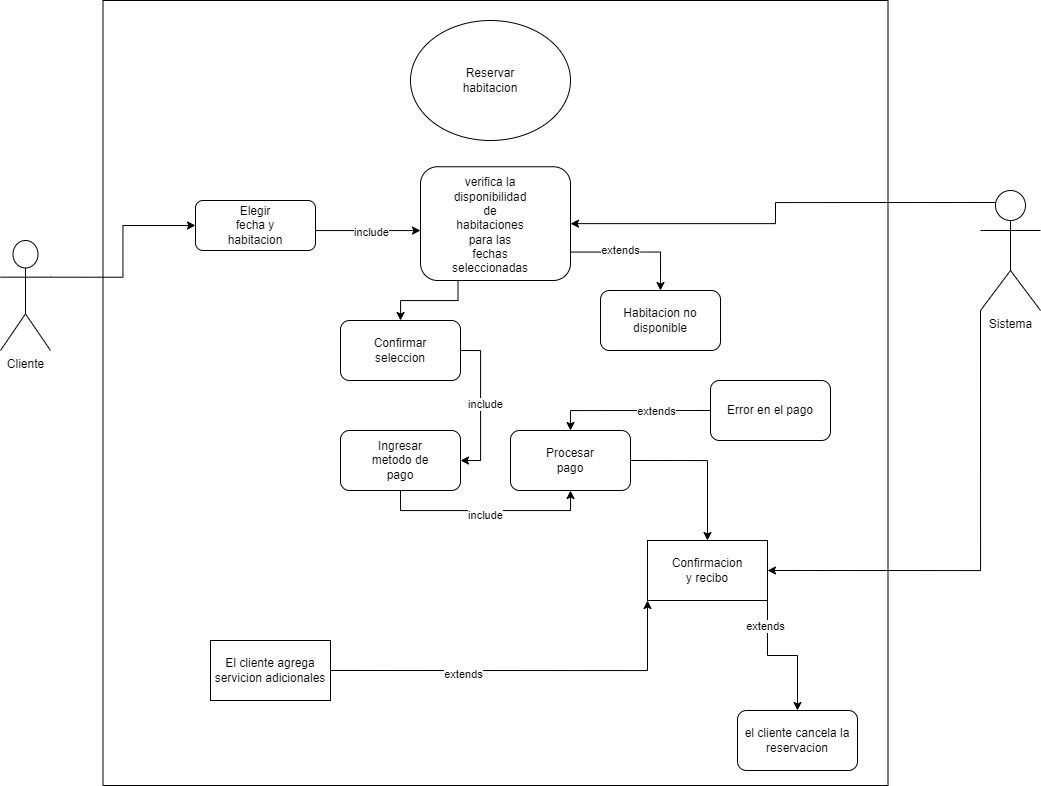 Reservar
habitacion
verifica la
disponibilidad
de
habitaciones
para las
fechas
seleccionadas
Elegir
fecha y
habitacion
include
extends
Habitacion no
disponible
Cliente
Sistema
Confirmar
seleccion
include
Error en el pago
extends
Ingresar
metodo de
pago
Procesar
pago
include
Confirmacion
y recibo
extends
El cliente agrega
servicion adicionales
extends
el cliente cancela la
reservacion